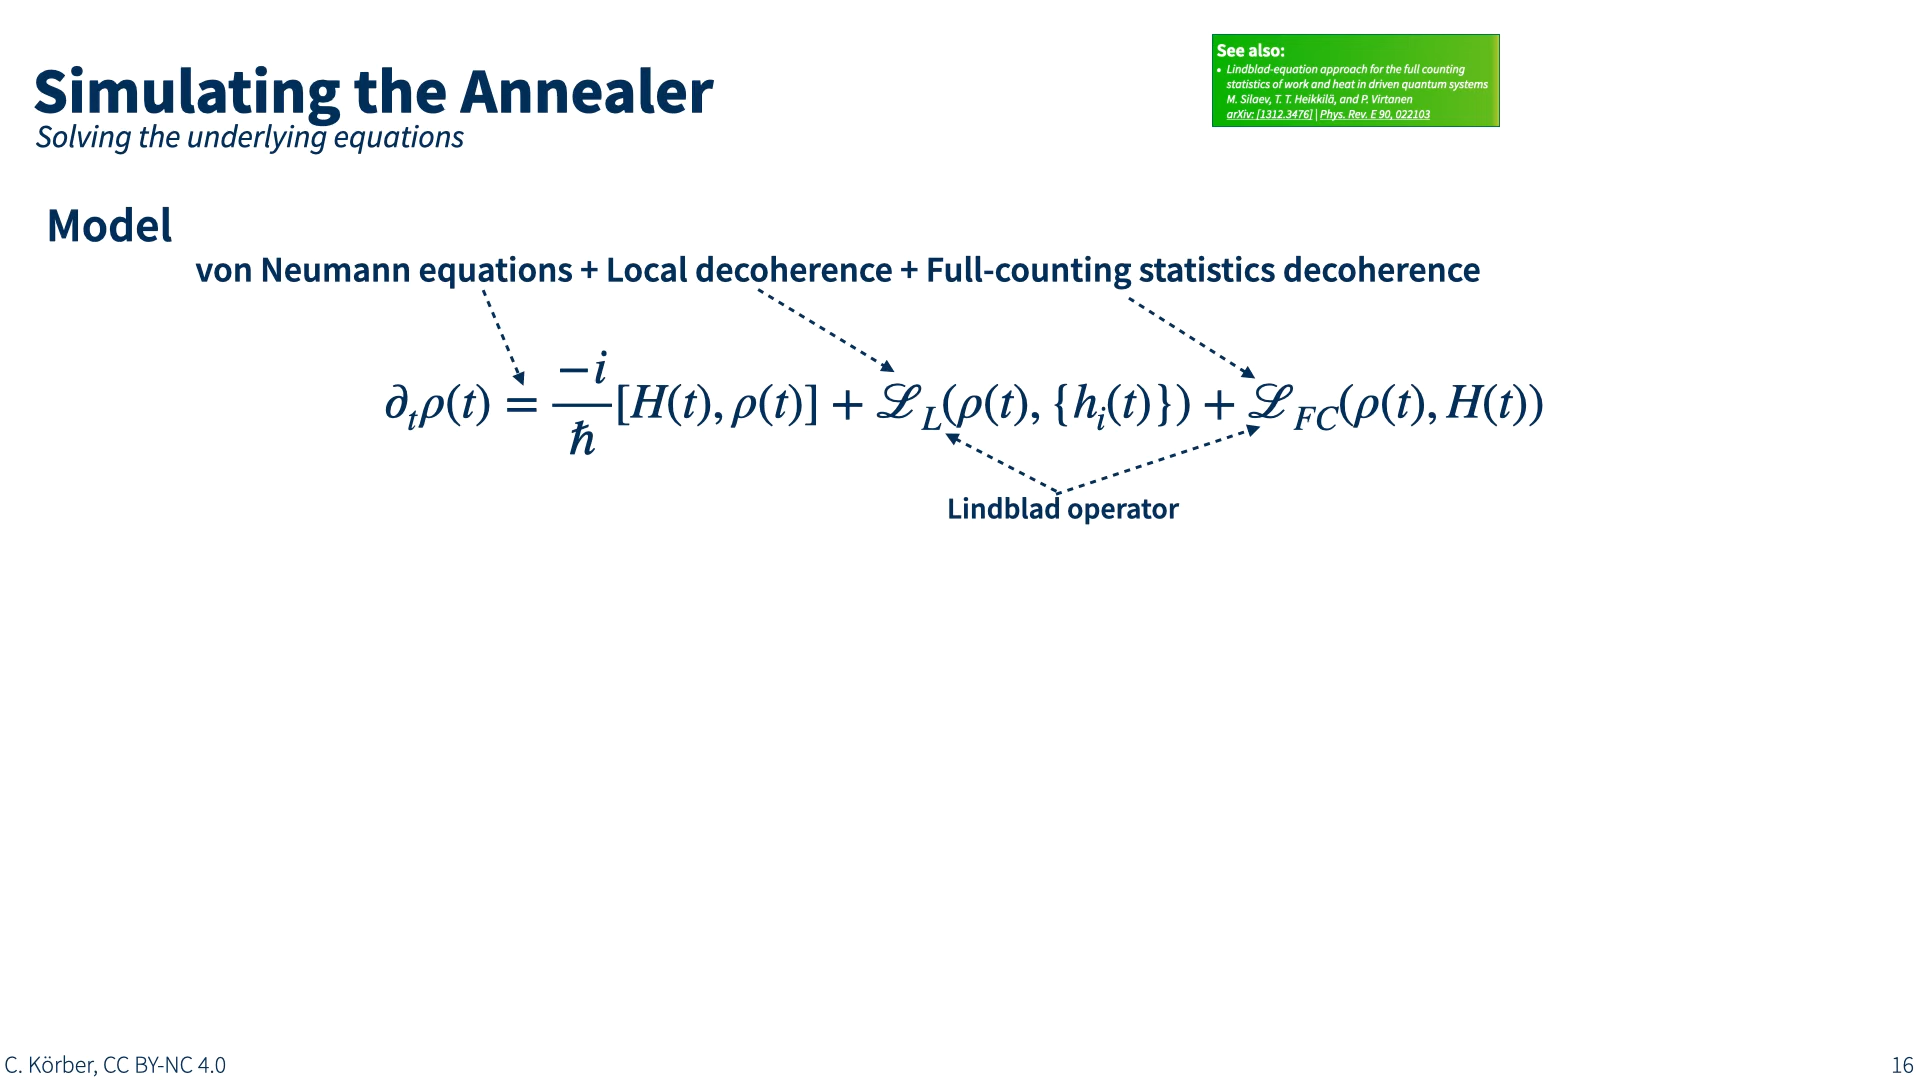 Simulating the Annealer
Solving the underlying equations
See also:
• Lindblad-equation approach for the full counting
statistics of work and heat in driven quantum systems
M. Silaev, T. T. Heikkilä, and P. Virtanen
arXiv: [1312.3476] | Phys. Rev. E 90, 022103
Model
von Neumann equations + Local decoherence + Full-counting statistics decoherence
∂ₜρ(t) = −i/ħ [H(t), ρ(t)] + ℒ_L(ρ(t), {hᵢ(t)}) + ℒ_FC(ρ(t), H(t))
Lindblad operator
C. Körber, CC BY-NC 4.0
16